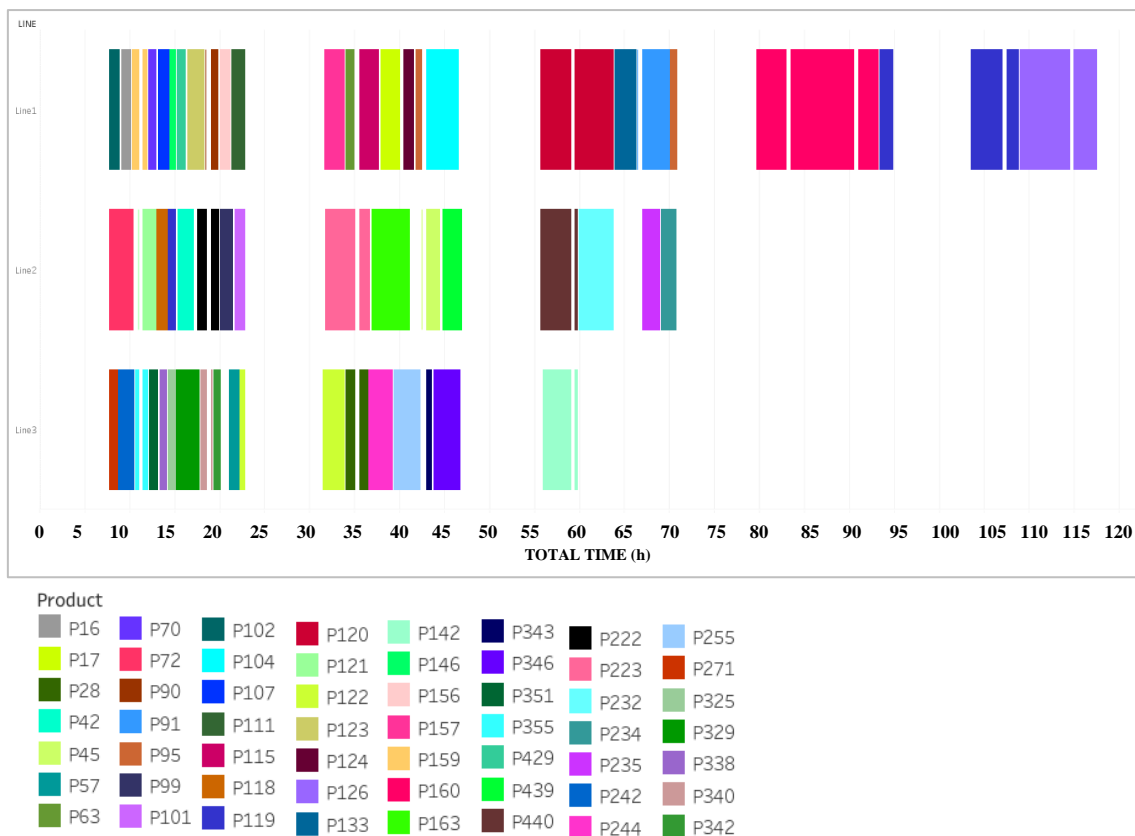 LINE
Line1
Line2
Line3
0 5 10 15 20 25 30 35 40 45 50 55 60 65 70 75 80 85 90 95 100 105 110 115 120
TOTAL TIME (h)
Product
P16 P70 P102 P120 P142 P343 P222 P255
P17 P72 P104 P121 P146 P346 P223 P271
P28 P90 P107 P122 P156 P351 P232 P325
P42 P91 P111 P123 P157 P355 P234 P329
P45 P95 P115 P124 P159 P429 P235 P338
P57 P99 P118 P126 P160 P439 P242 P340
P63 P101 P119 P133 P163 P440 P244 P342